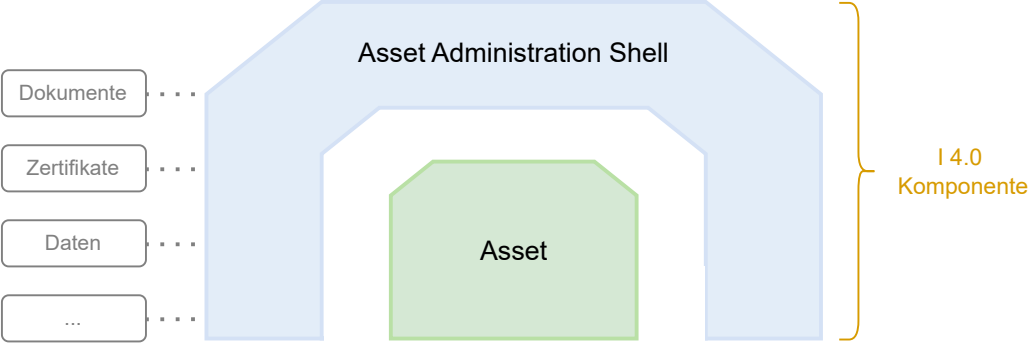 Asset Administration Shell
Dokumente
Zertifikate
Daten
...
Asset
I 4.0
Komponente